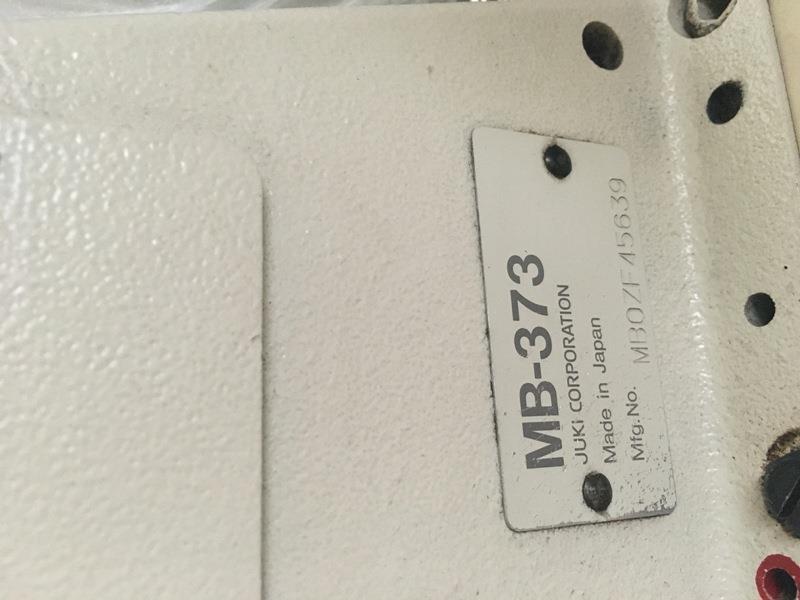 MB-373
JUKI CORPORATION
Made in Japan
Mfg.No. MB0ZF45639